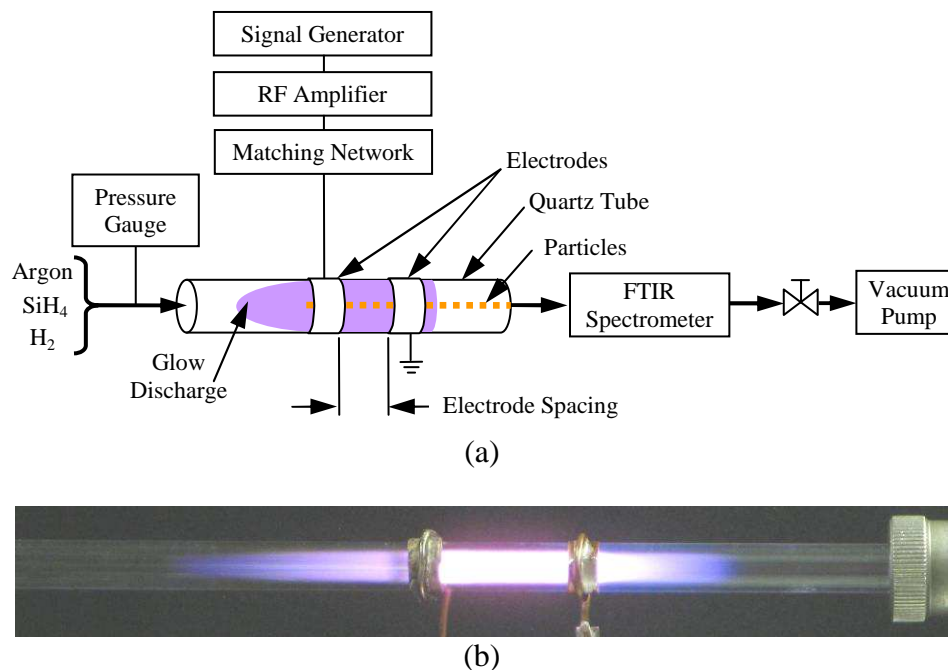 Signal Generator
RF Amplifier
Matching Network
Electrodes
Pressure
Gauge
Quartz Tube
Particles
Argon
SiH4
H2
FTIR
Spectrometer
Vacuum
Pump
Glow
Discharge
Electrode Spacing
(a)
(b)